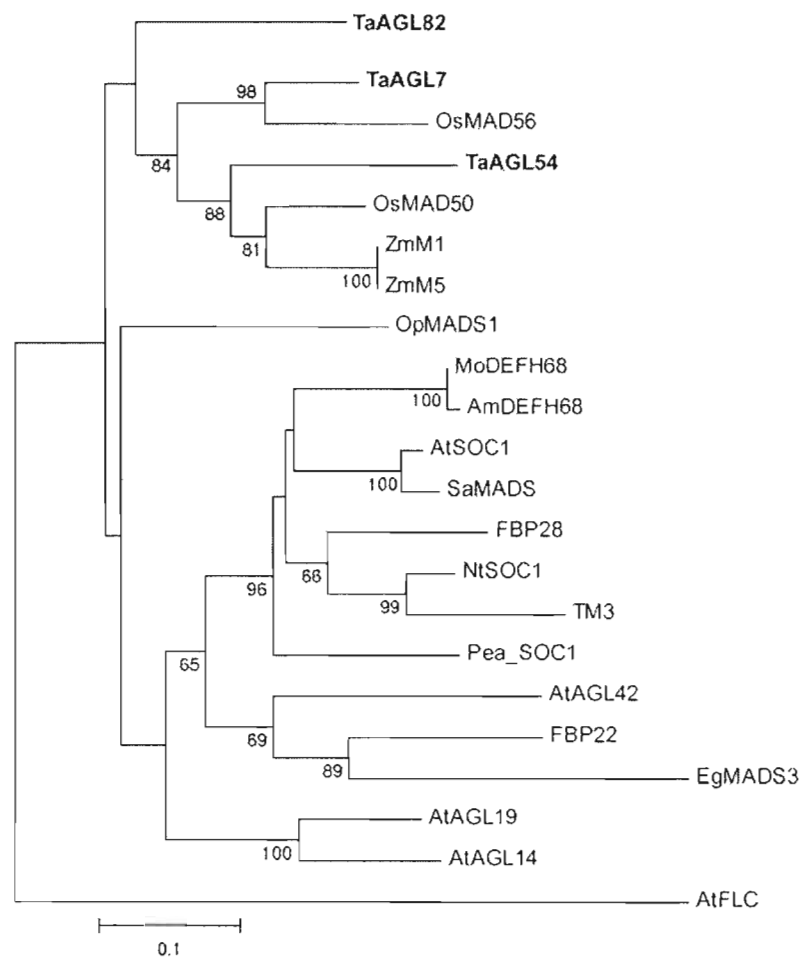 TaAGL82
TaAGL7
98
OsMAD56
84
TaAGL54
88
OsMAD50
81
ZmM1
100
ZmM5
OpMADS1
MoDEFH68
100
AmDEFH68
AtSOC1
100
SaMADS
FBP28
66
NtSOC1
99
TM3
96
Pea_SOC1
65
AtAGL42
69
FBP22
89
EgMADS3
AtAGL19
100
AtAGL14
AtFLC
0.1